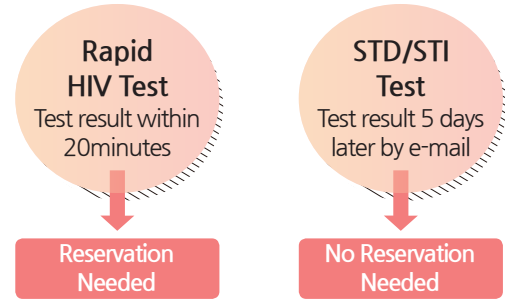 Rapid
HIV Test
Test result within
20minutes
Reservation
Needed
STD/STI
Test
Test result 5 days
later by e-mail
No Reservation
Needed